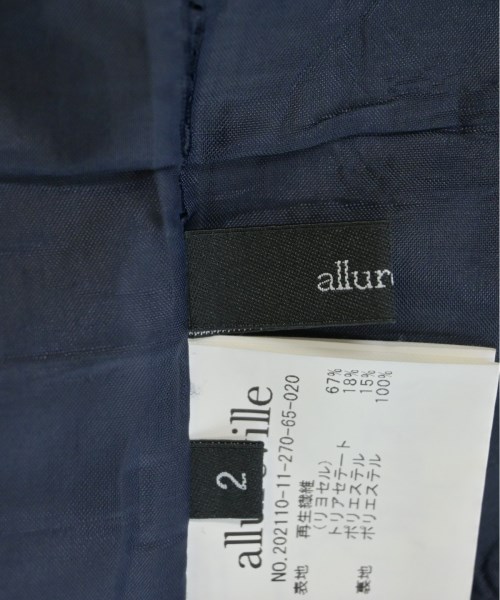 allur
2
allu ville
NO.202110-11-270-65-020
表地 再生繊維
(リヨセル) 67%
トリアセテート 18%
ポリエステル 15%
裏地 ポリエステル 100%